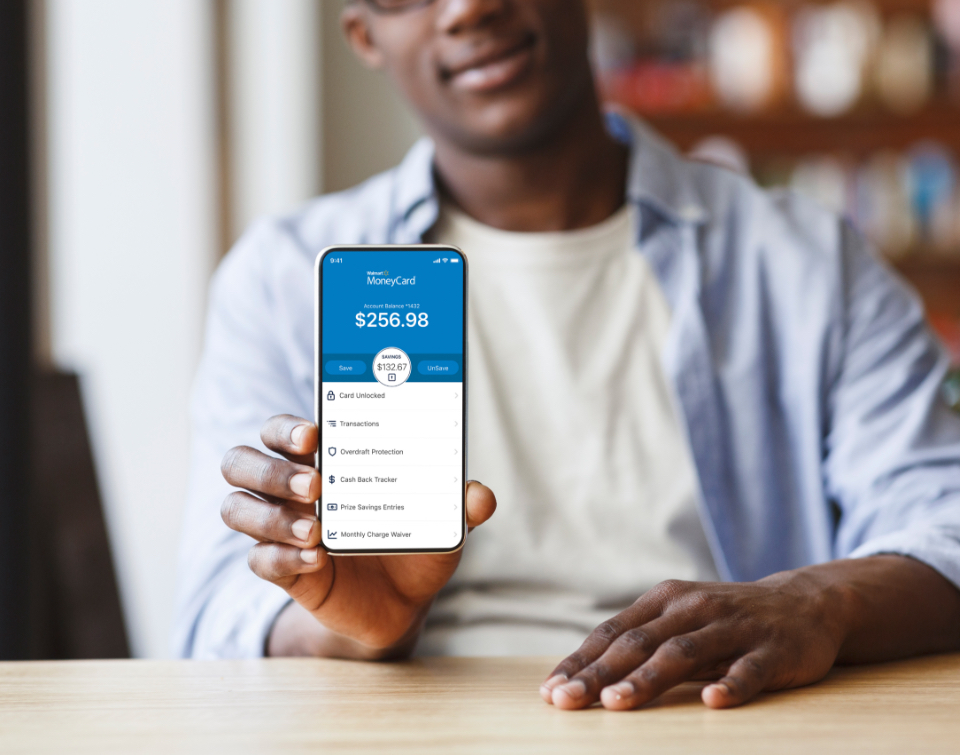 9:41
Walmart
MoneyCard
Account Balance *1432
$256.98
SAVINGS
Save $132.67 UnSave
Card Unlocked
Transactions
Overdraft Protection
Cash Back Tracker
Prize Savings Entries
Monthly Charge Waiver